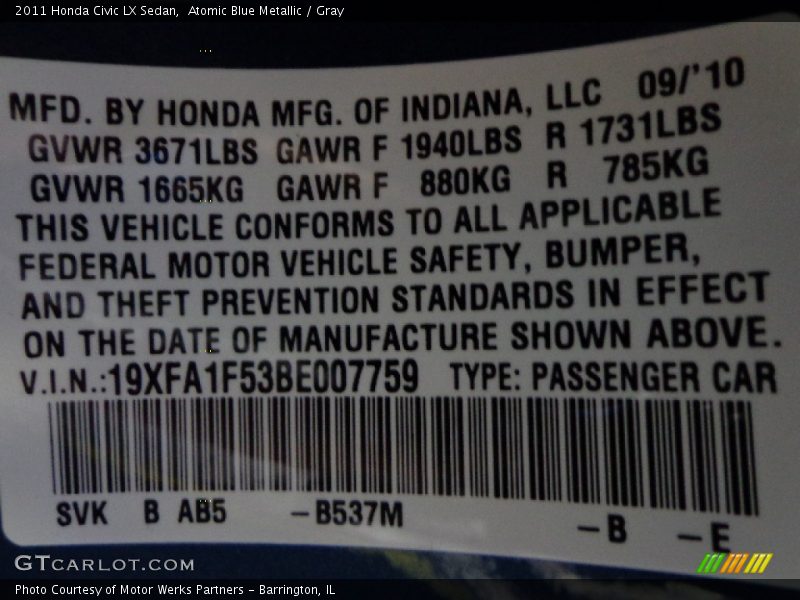 2011 Honda Civic LX Sedan,  Atomic Blue Metallic / Gray
MFD. BY HONDA MFG. OF INDIANA, LLC 09/'10
GVWR 3671LBS GAWR F 1940LBS R 1731LBS
GVWR 1665KG GAWR F 880KG R 785KG
THIS VEHICLE CONFORMS TO ALL APPLICABLE
FEDERAL MOTOR VEHICLE SAFETY, BUMPER,
AND THEFT PREVENTION STANDARDS IN EFFECT
ON THE DATE OF MANUFACTURE SHOWN ABOVE.
V.I.N.:19XFA1F53BE007759 TYPE: PASSENGER CAR
SVK B AB5 –B537M –B –E
GTCARLOT.COM
Photo Courtesy of Motor Werks Partners – Barrington, IL